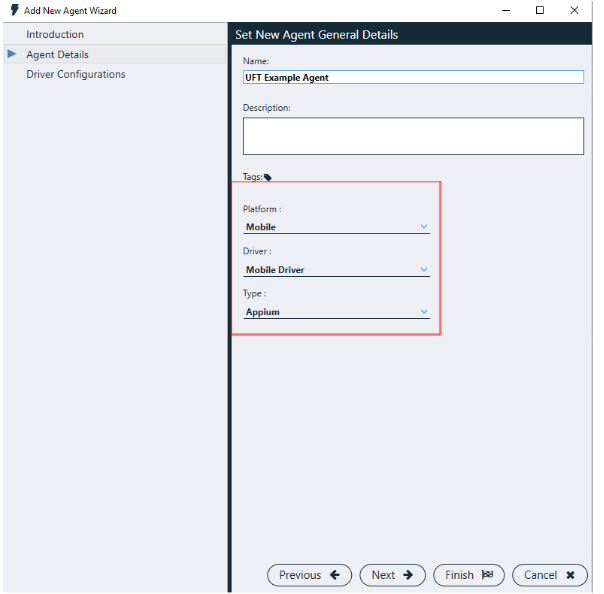 Add New Agent Wizard
Introduction
Agent Details
Driver Configurations
Set New Agent General Details
Name:
UFT Example Agent
Description:
Tags:
Platform :
Mobile
Driver :
Mobile Driver
Type :
Appium
Previous
Next
Finish
Cancel